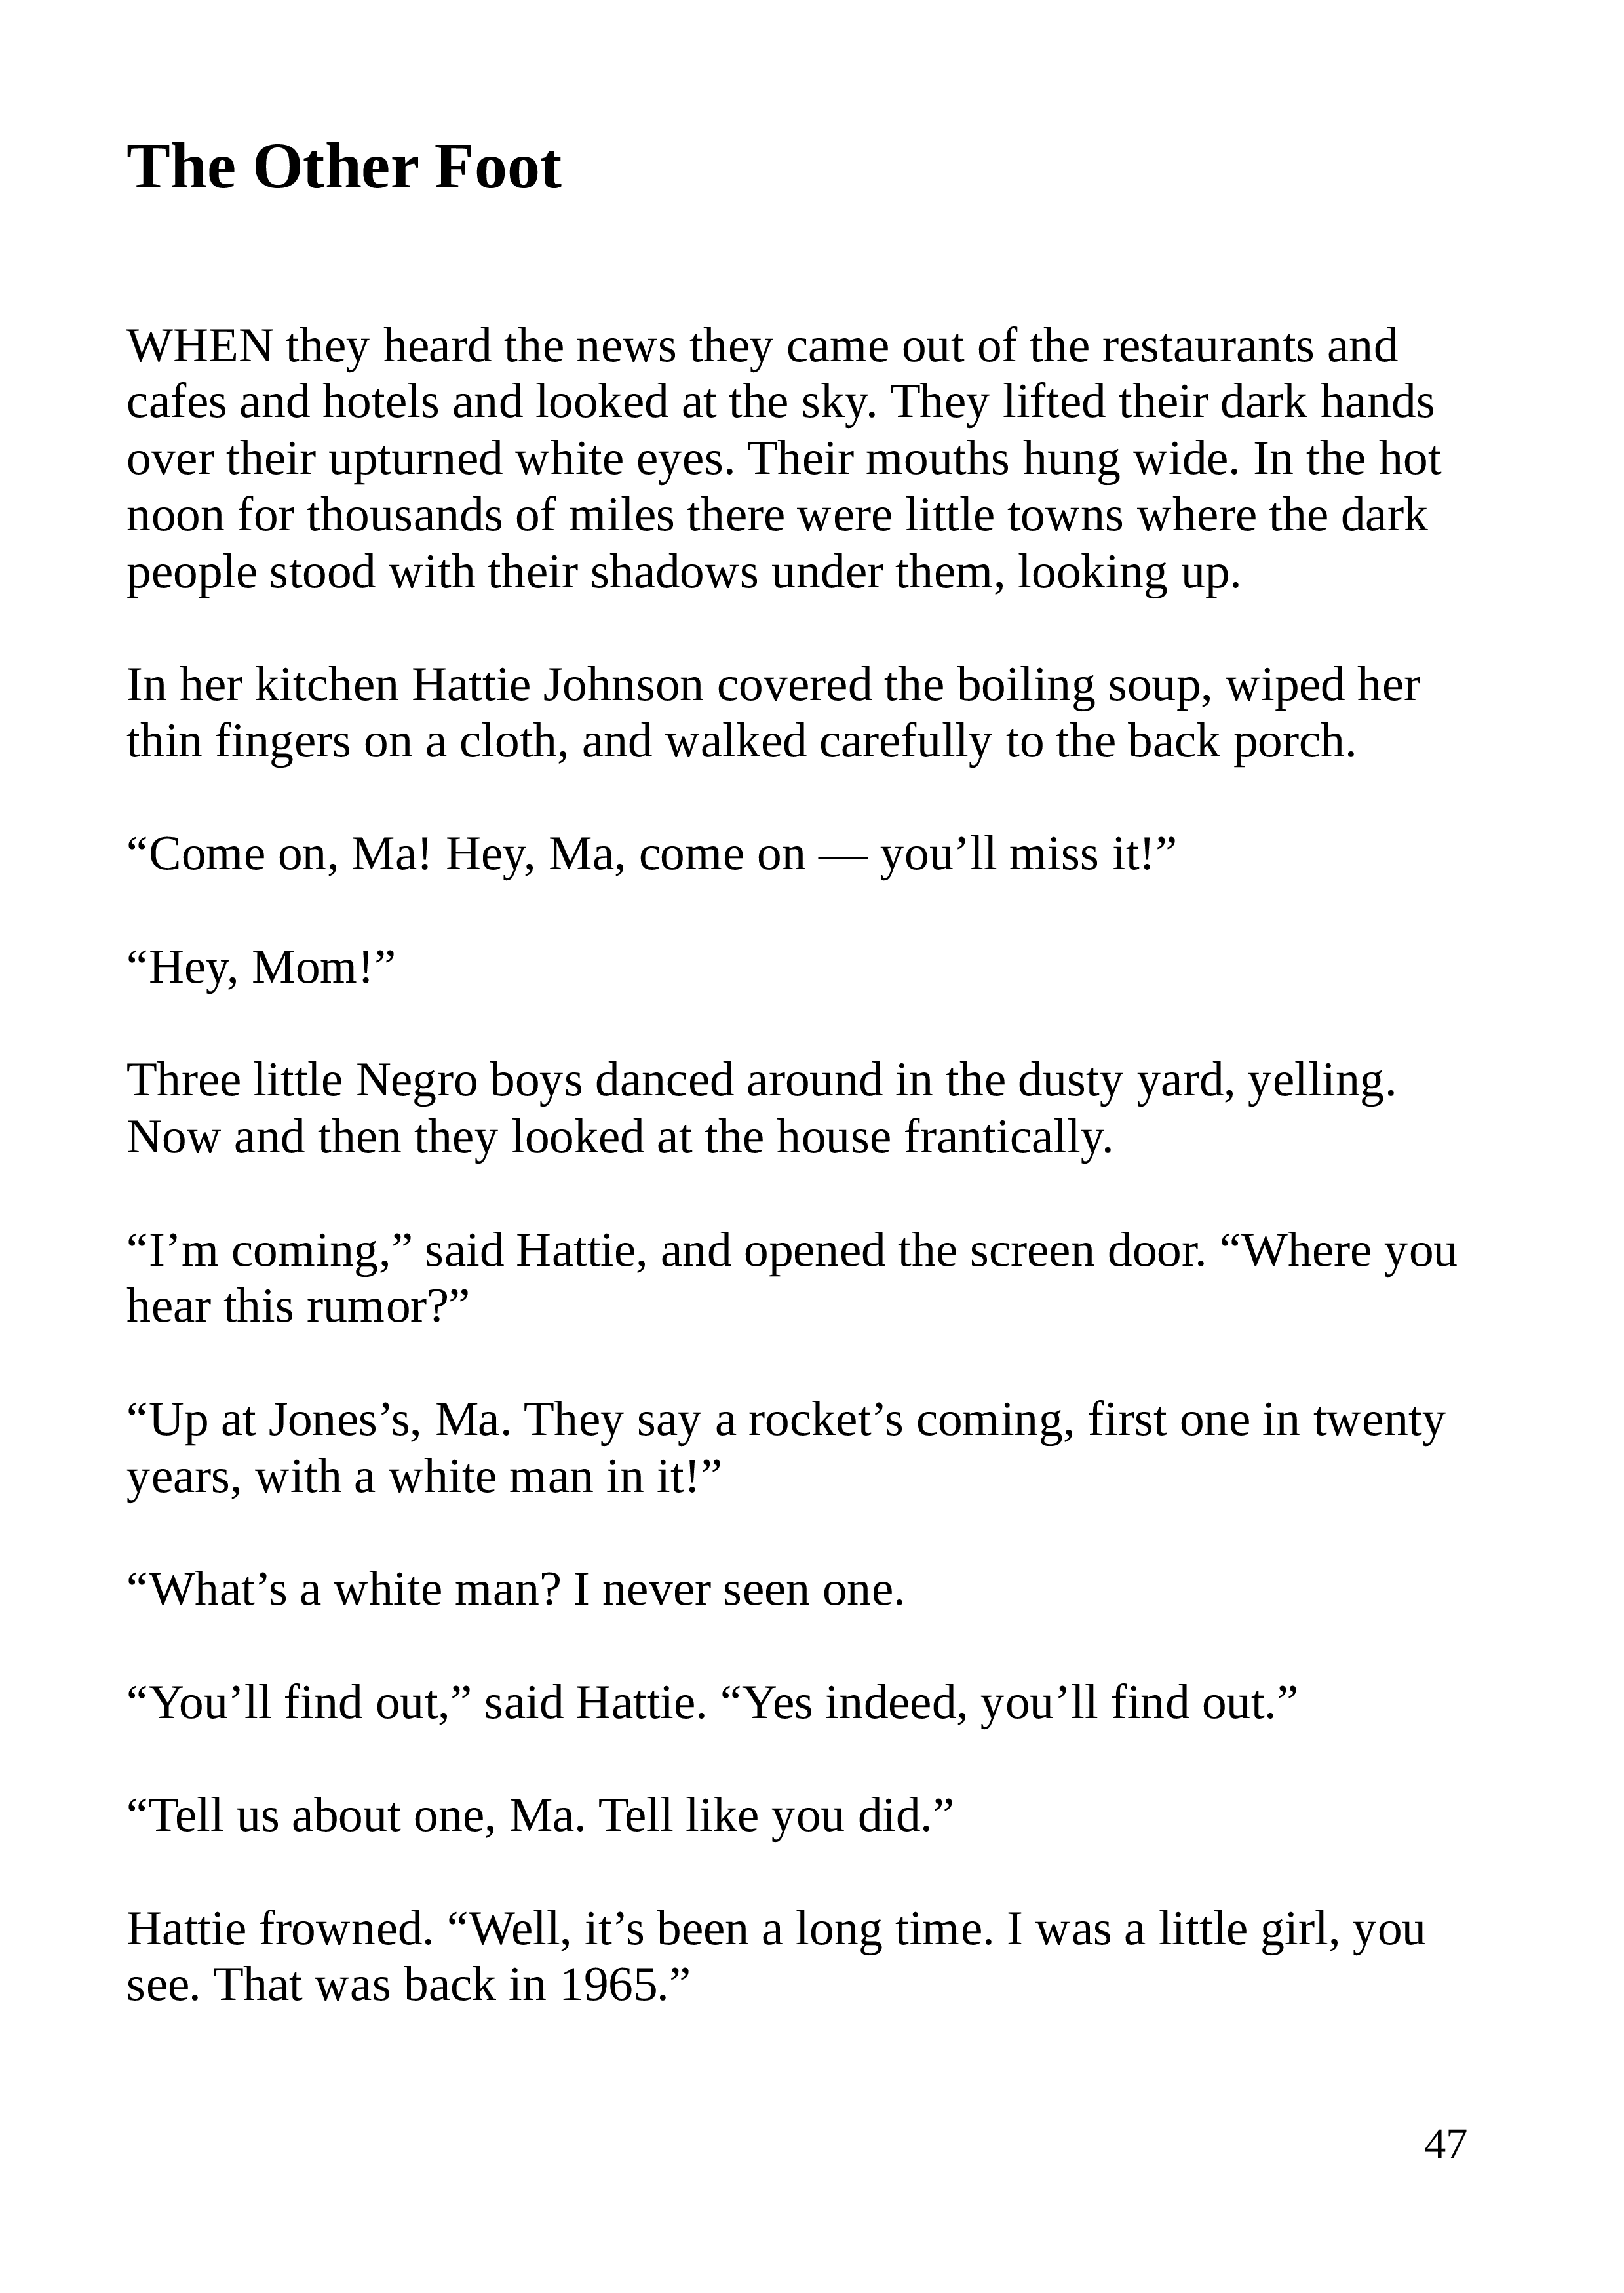 The Other Foot
WHEN they heard the news they came out of the restaurants and
cafes and hotels and looked at the sky. They lifted their dark hands
over their upturned white eyes. Their mouths hung wide. In the hot
noon for thousands of miles there were little towns where the dark
people stood with their shadows under them, looking up.
In her kitchen Hattie Johnson covered the boiling soup, wiped her
thin fingers on a cloth, and walked carefully to the back porch.
“Come on, Ma! Hey, Ma, come on — you’ll miss it!”
“Hey, Mom!”
Three little Negro boys danced around in the dusty yard, yelling.
Now and then they looked at the house frantically.
“I’m coming,” said Hattie, and opened the screen door. “Where you
hear this rumor?”
“Up at Jones’s, Ma. They say a rocket’s coming, first one in twenty
years, with a white man in it!”
“What’s a white man? I never seen one.
“You’ll find out,” said Hattie. “Yes indeed, you’ll find out.”
“Tell us about one, Ma. Tell like you did.”
Hattie frowned. “Well, it’s been a long time. I was a little girl, you
see. That was back in 1965.”
47